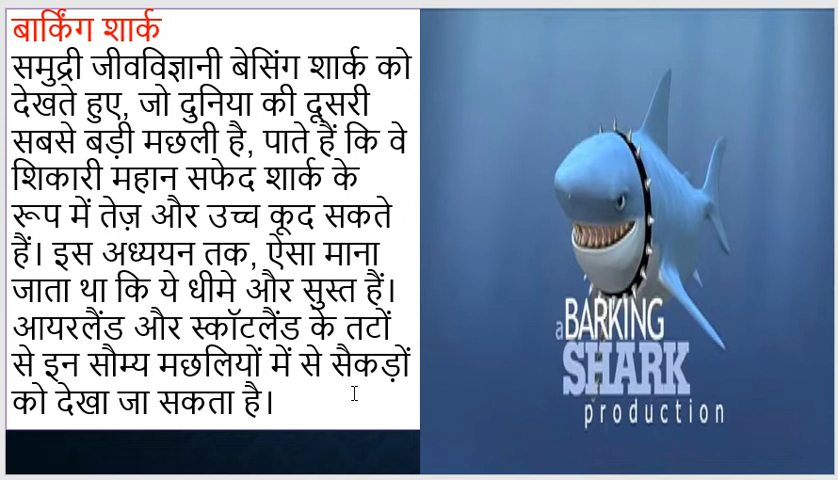 बार्किंग शार्क
समुद्री जीवविज्ञानी बेसिंग शार्क को
देखते हुए, जो दुनिया की दूसरी
सबसे बड़ी मछली है, पाते हैं कि वे
शिकारी महान सफेद शार्क के
रूप में तेज़ और उच्च कूद सकते
हैं। इस अध्ययन तक, ऐसा माना
जाता था कि ये धीमे और सुस्त हैं।
आयरलैंड और स्कॉटलैंड के तटों
से इन सौम्य मछलियों में से सैकड़ों
को देखा जा सकता है।
a BARKING
SHARK
production